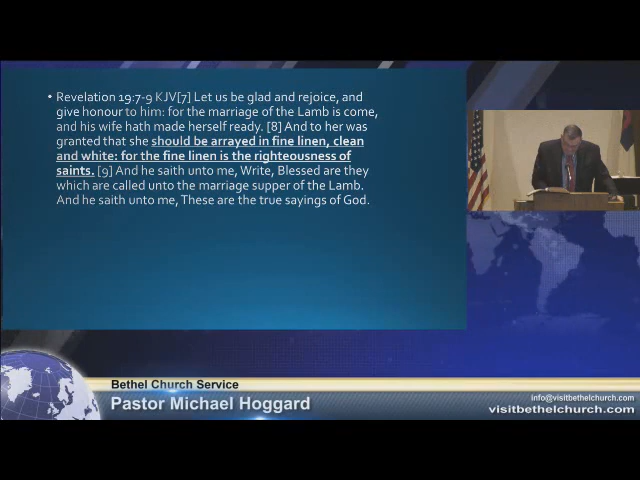 • Revelation 19:7-9 KJV[7] Let us be glad and rejoice, and
give honour to him: for the marriage of the Lamb is come,
and his wife hath made herself ready. [8] And to her was
granted that she should be arrayed in fine linen, clean
and white: for the fine linen is the righteousness of
saints. [9] And he saith unto me, Write, Blessed are they
which are called unto the marriage supper of the Lamb.
And he saith unto me, These are the true sayings of God.
Bethel Church Service
Pastor Michael Hoggard
info@visitbethelchurch.com
visitbethelchurch.com